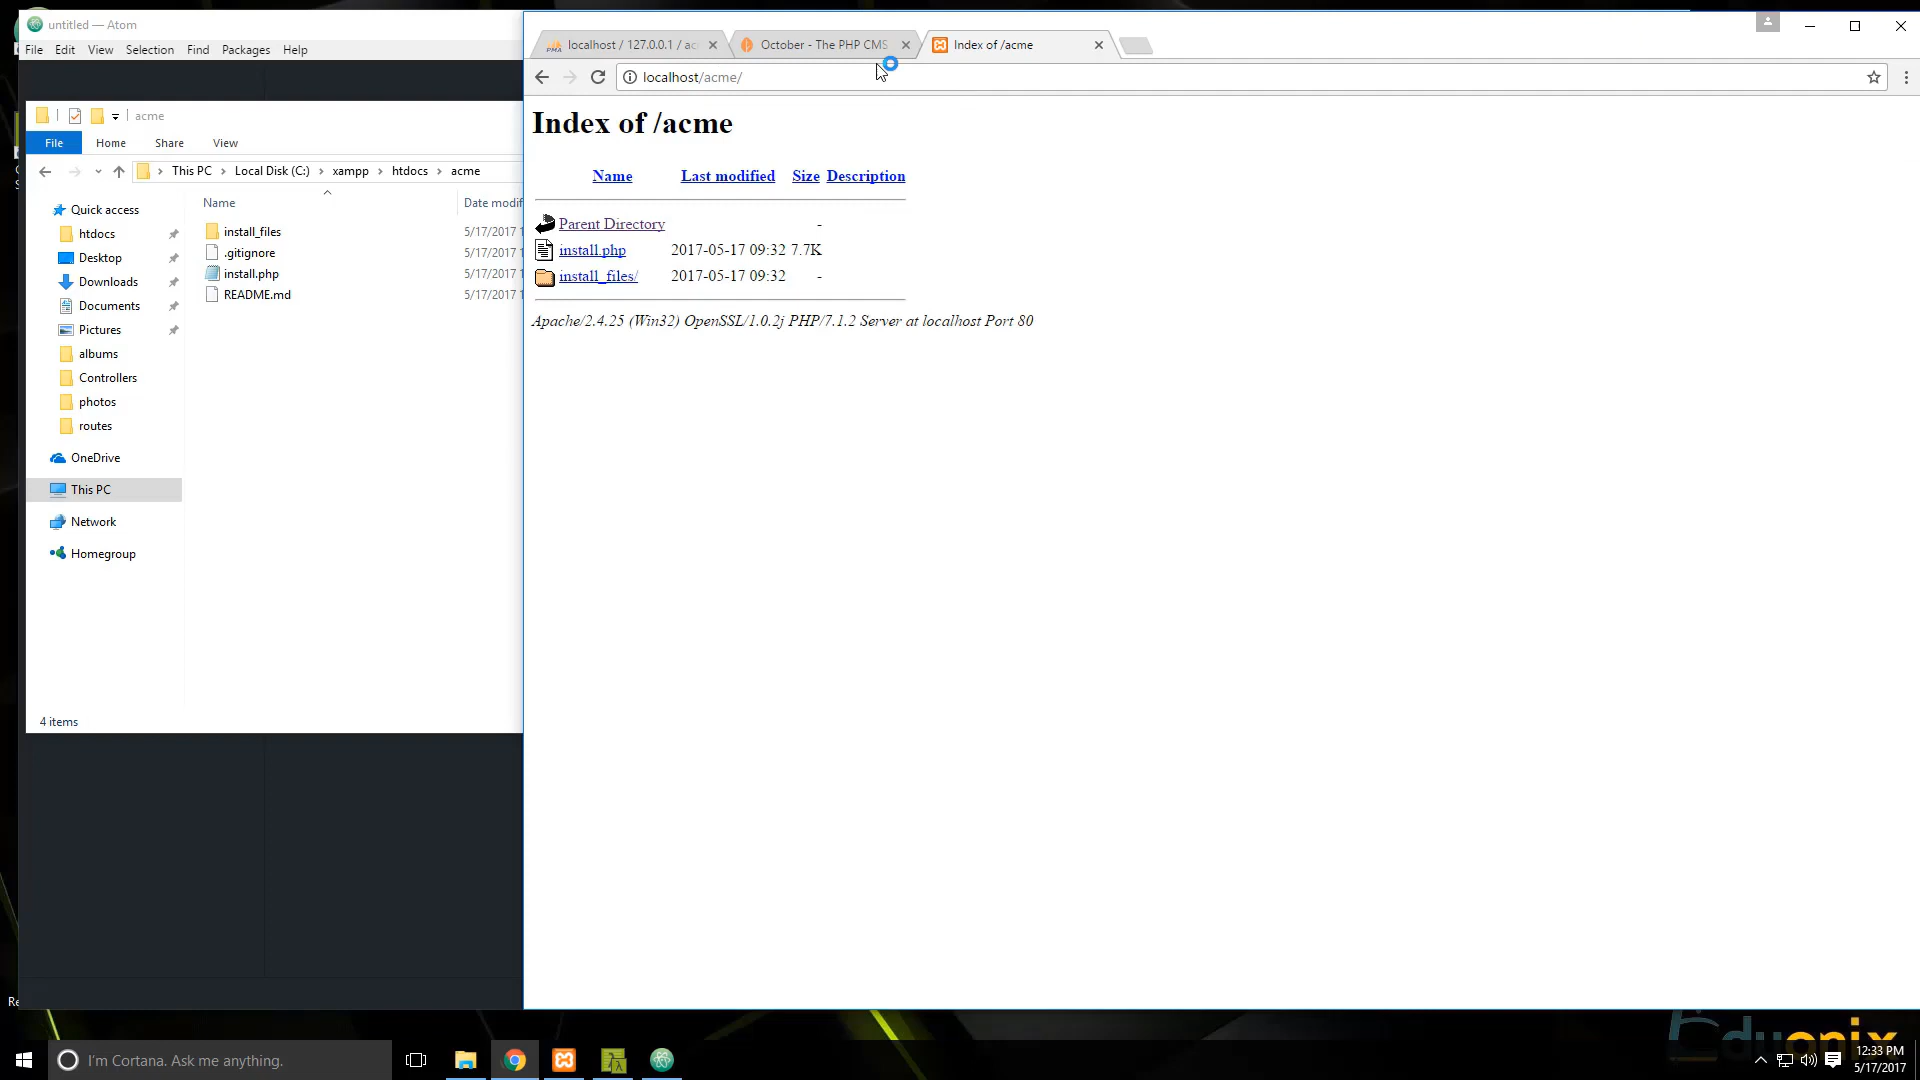 untitled — Atom
File Edit View Selection Find Packages Help
acme
File Home Share View
This PC Local Disk (C:) xampp htdocs acme
Quick access
htdocs
Desktop
Downloads
Documents
Pictures
albums
Controllers
photos
routes
OneDrive
This PC
Network
Homegroup
Name Date modif
install_files 5/17/2017 1
.gitignore 5/17/2017 1
install.php 5/17/2017 1
README.md 5/17/2017 1
4 items
localhost / 127.0.0.1 / ac
October - The PHP CMS
Index of /acme
localhost/acme/
Index of /acme
Name Last modified Size Description
Parent Directory -
install.php 2017-05-17 09:32 7.7K
install_files/ 2017-05-17 09:32 -
Apache/2.4.25 (Win32) OpenSSL/1.0.2j PHP/7.1.2 Server at localhost Port 80
Re
eduonix
I'm Cortana. Ask me anything.
12:33 PM
5/17/2017